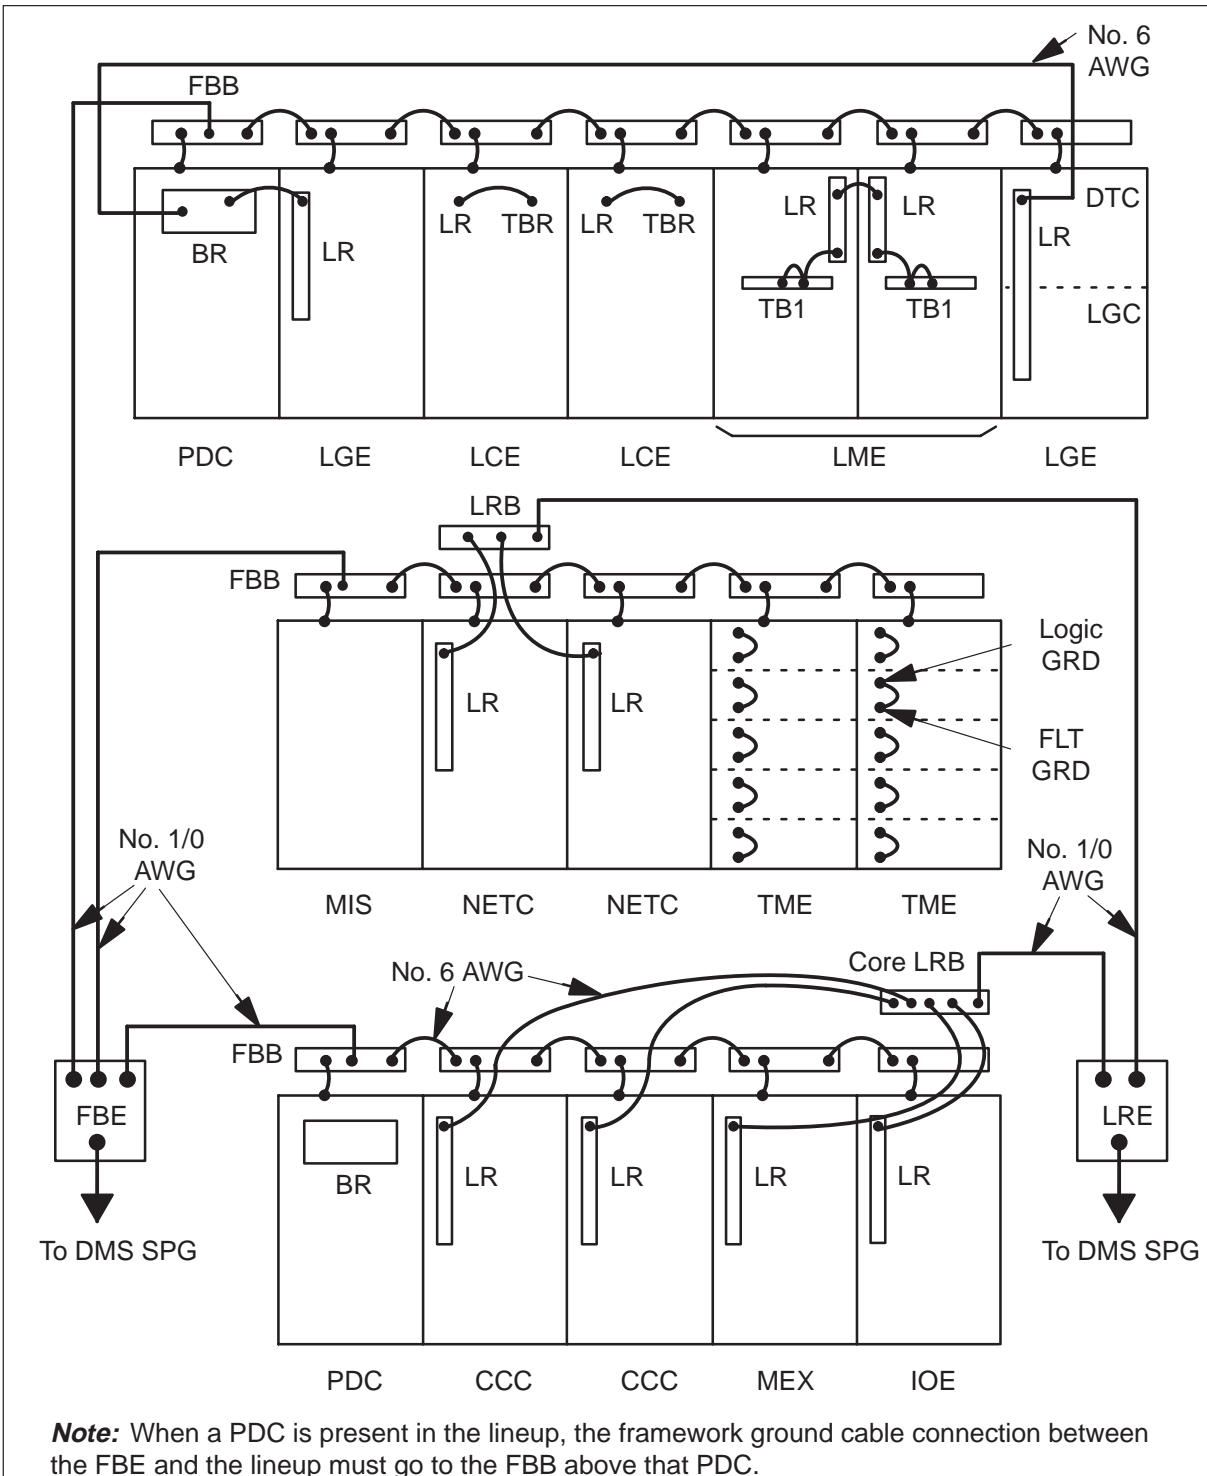 No. 6
AWG
FBB
DTC
LR
TBR
LR
TBR
LR
LR
BR
LR
LR
TB1
TB1
LGC
PDC
LGE
LCE
LCE
LME
LGE
LRB
FBB
Logic
GRD
LR
LR
FLT
GRD
No. 1/0
AWG
No. 1/0
AWG
MIS
NETC
NETC
TME
TME
Core LRB
No. 6 AWG
FBB
FBE
LRE
BR
LR
LR
LR
LR
To DMS SPG
To DMS SPG
PDC
CCC
CCC
MEX
IOE
Note: When a PDC is present in the lineup, the framework ground cable connection between
the FBE and the lineup must go to the FBB above that PDC.